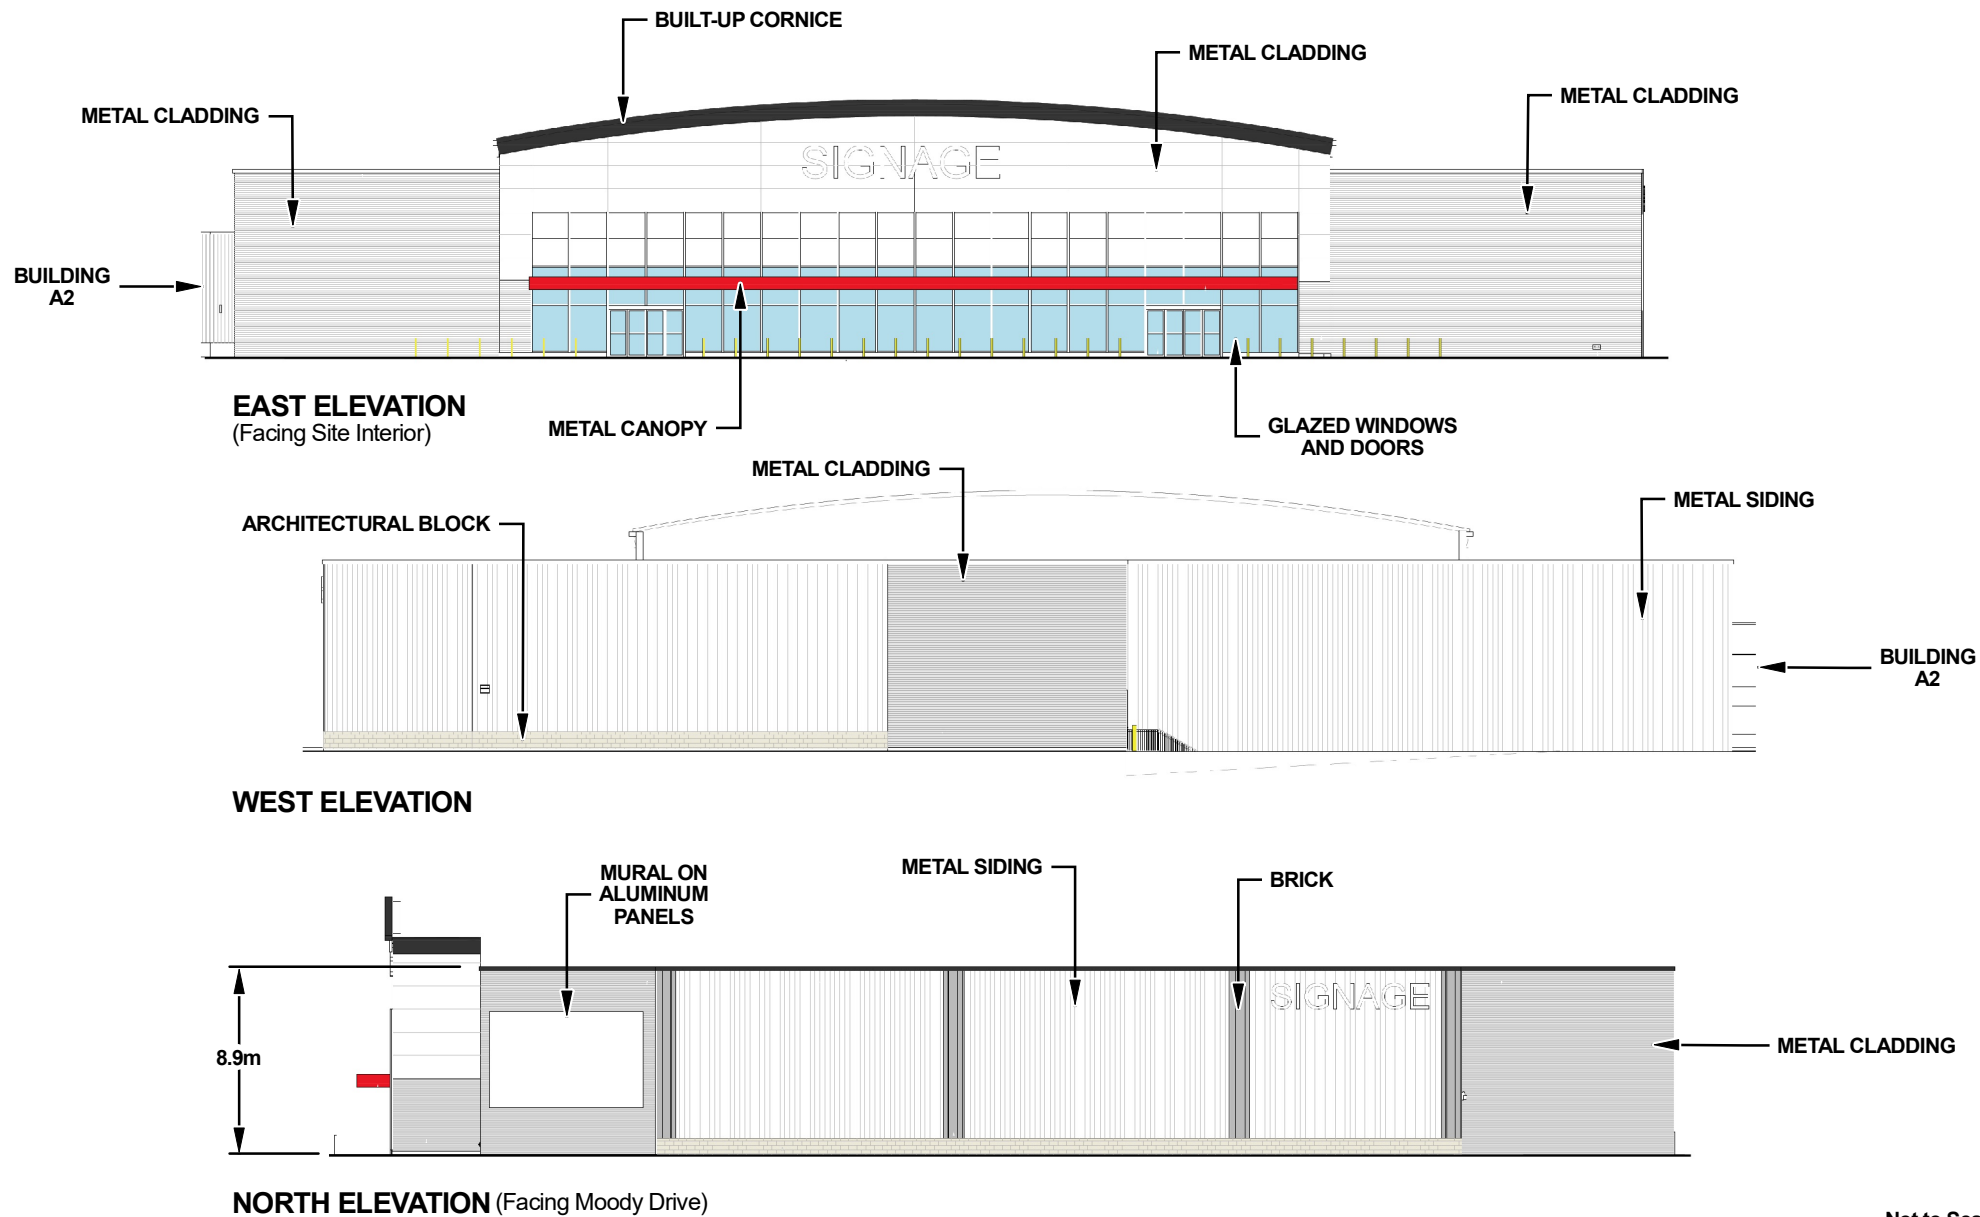 BUILT-UP CORNICE
METAL CLADDING
METAL CLADDING
METAL CLADDING
SIGNAGE
BUILDING
A2
EAST ELEVATION
(Facing Site Interior)
METAL CANOPY
GLAZED WINDOWS
AND DOORS
METAL CLADDING
METAL SIDING
ARCHITECTURAL BLOCK
BUILDING
A2
WEST ELEVATION
MURAL ON
ALUMINUM
PANELS
METAL SIDING
BRICK
SIGNAGE
8.9m
METAL CLADDING
NORTH ELEVATION (Facing Moody Drive)
Not to